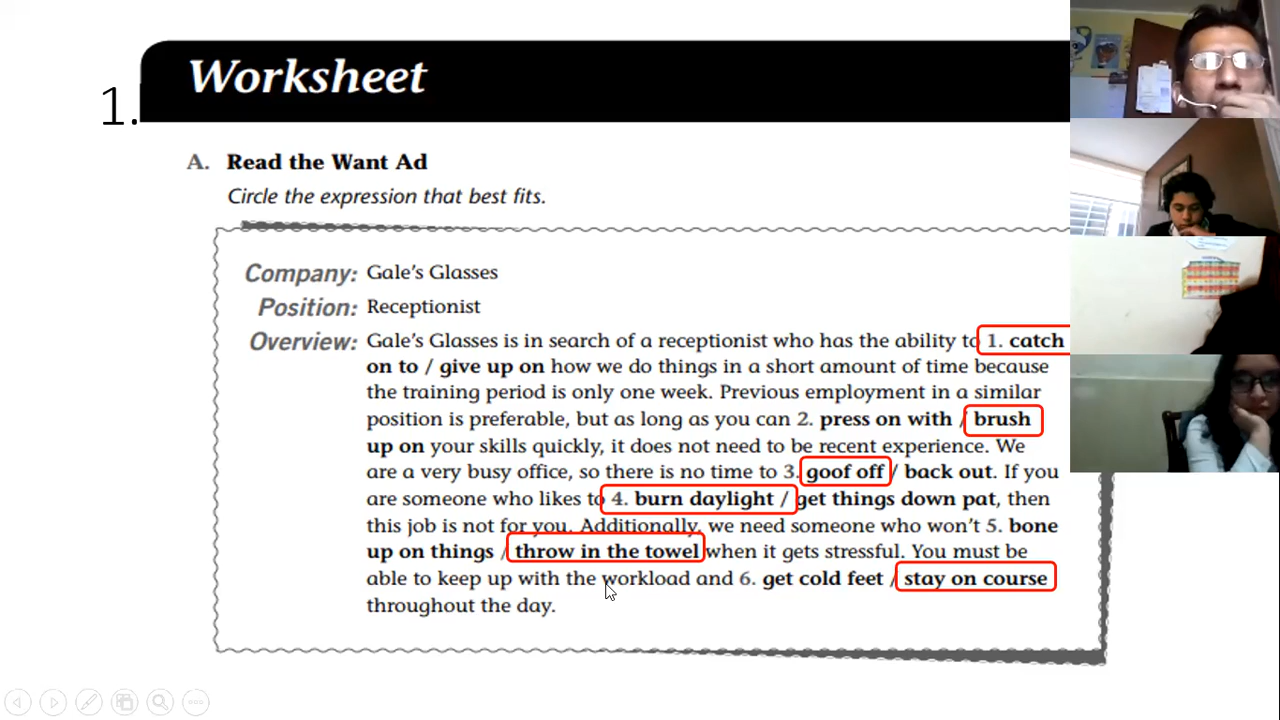 Worksheet
1.
A. Read the Want Ad
Circle the expression that best fits.
Company: Gale's Glasses
Position: Receptionist
Overview: Gale's Glasses is in search of a receptionist who has the ability to 1. catch
on to / give up on how we do things in a short amount of time because
the training period is only one week. Previous employment in a similar
position is preferable, but as long as you can 2. press on with / brush
up on your skills quickly, it does not need to be recent experience. We
are a very busy office, so there is no time to 3. goof off / back out. If you
are someone who likes to 4. burn daylight / get things down pat, then
this job is not for you. Additionally, we need someone who won't 5. bone
up on things / throw in the towel when it gets stressful. You must be
able to keep up with the workload and 6. get cold feet / stay on course
throughout the day.